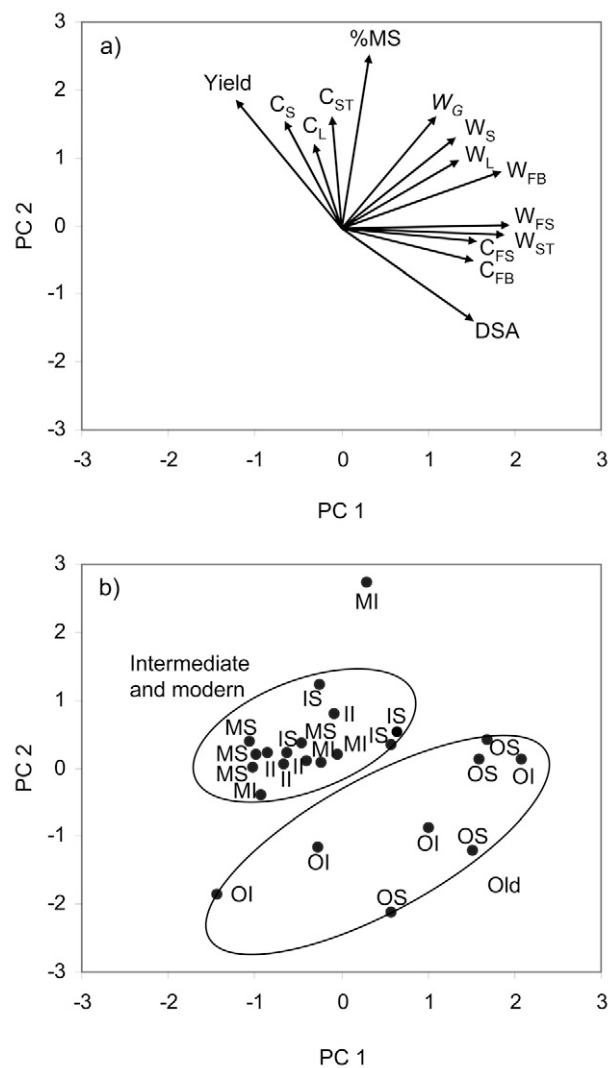 a)
3
2
1
0
-1
-2
-3
PC 2
%MS
Yield
C_S
C_L
C_ST
W_G
W_S
W_L
W_FB
W_FS
W_ST
C_FS
C_FB
DSA
-3 -2 -1 0 1 2 3
PC 1
b)
3
2
1
0
-1
-2
-3
PC 2
MI
Intermediate
and modern
IS
II
IS
MS
IS
MS
IS
MI
MS
II
II
MI
MS
II
MI
OS
OS
OI
OS
OI
OI
Old
OI
OS
-3 -2 -1 0 1 2 3
PC 1